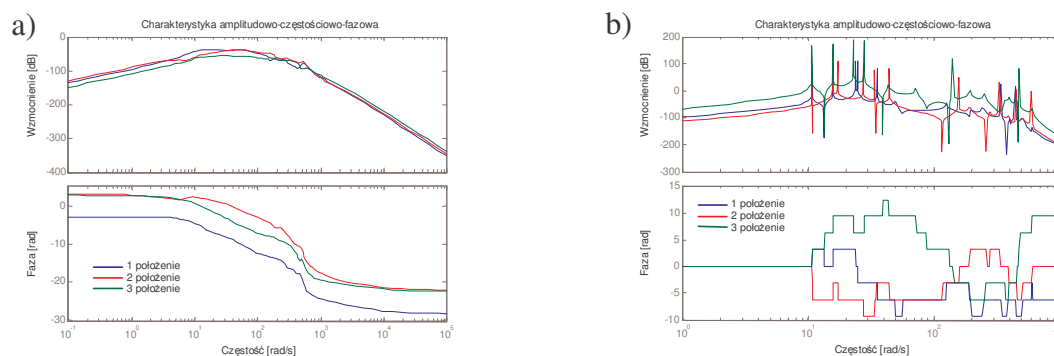 a)
Charakterystyka amplitudowo-częstościowo-fazowa
Wzmocnienie [dB]
0
-100
-200
-300
-400
Faza [rad]
0
-10
-20
-30
1 położenie
2 położenie
3 położenie
10^-1 10^0 10^1 10^2 10^3 10^4 10^5
Częstość [rad/s]
b)
Charakterystyka amplitudowo-częstościowo-fazowa
Wzmocnienie [dB]
200
100
0
-100
-200
-300
Faza [rad]
15
10
5
0
-5
-10
1 położenie
2 położenie
3 położenie
10^0 10^1 10^2
Częstość [rad/s]